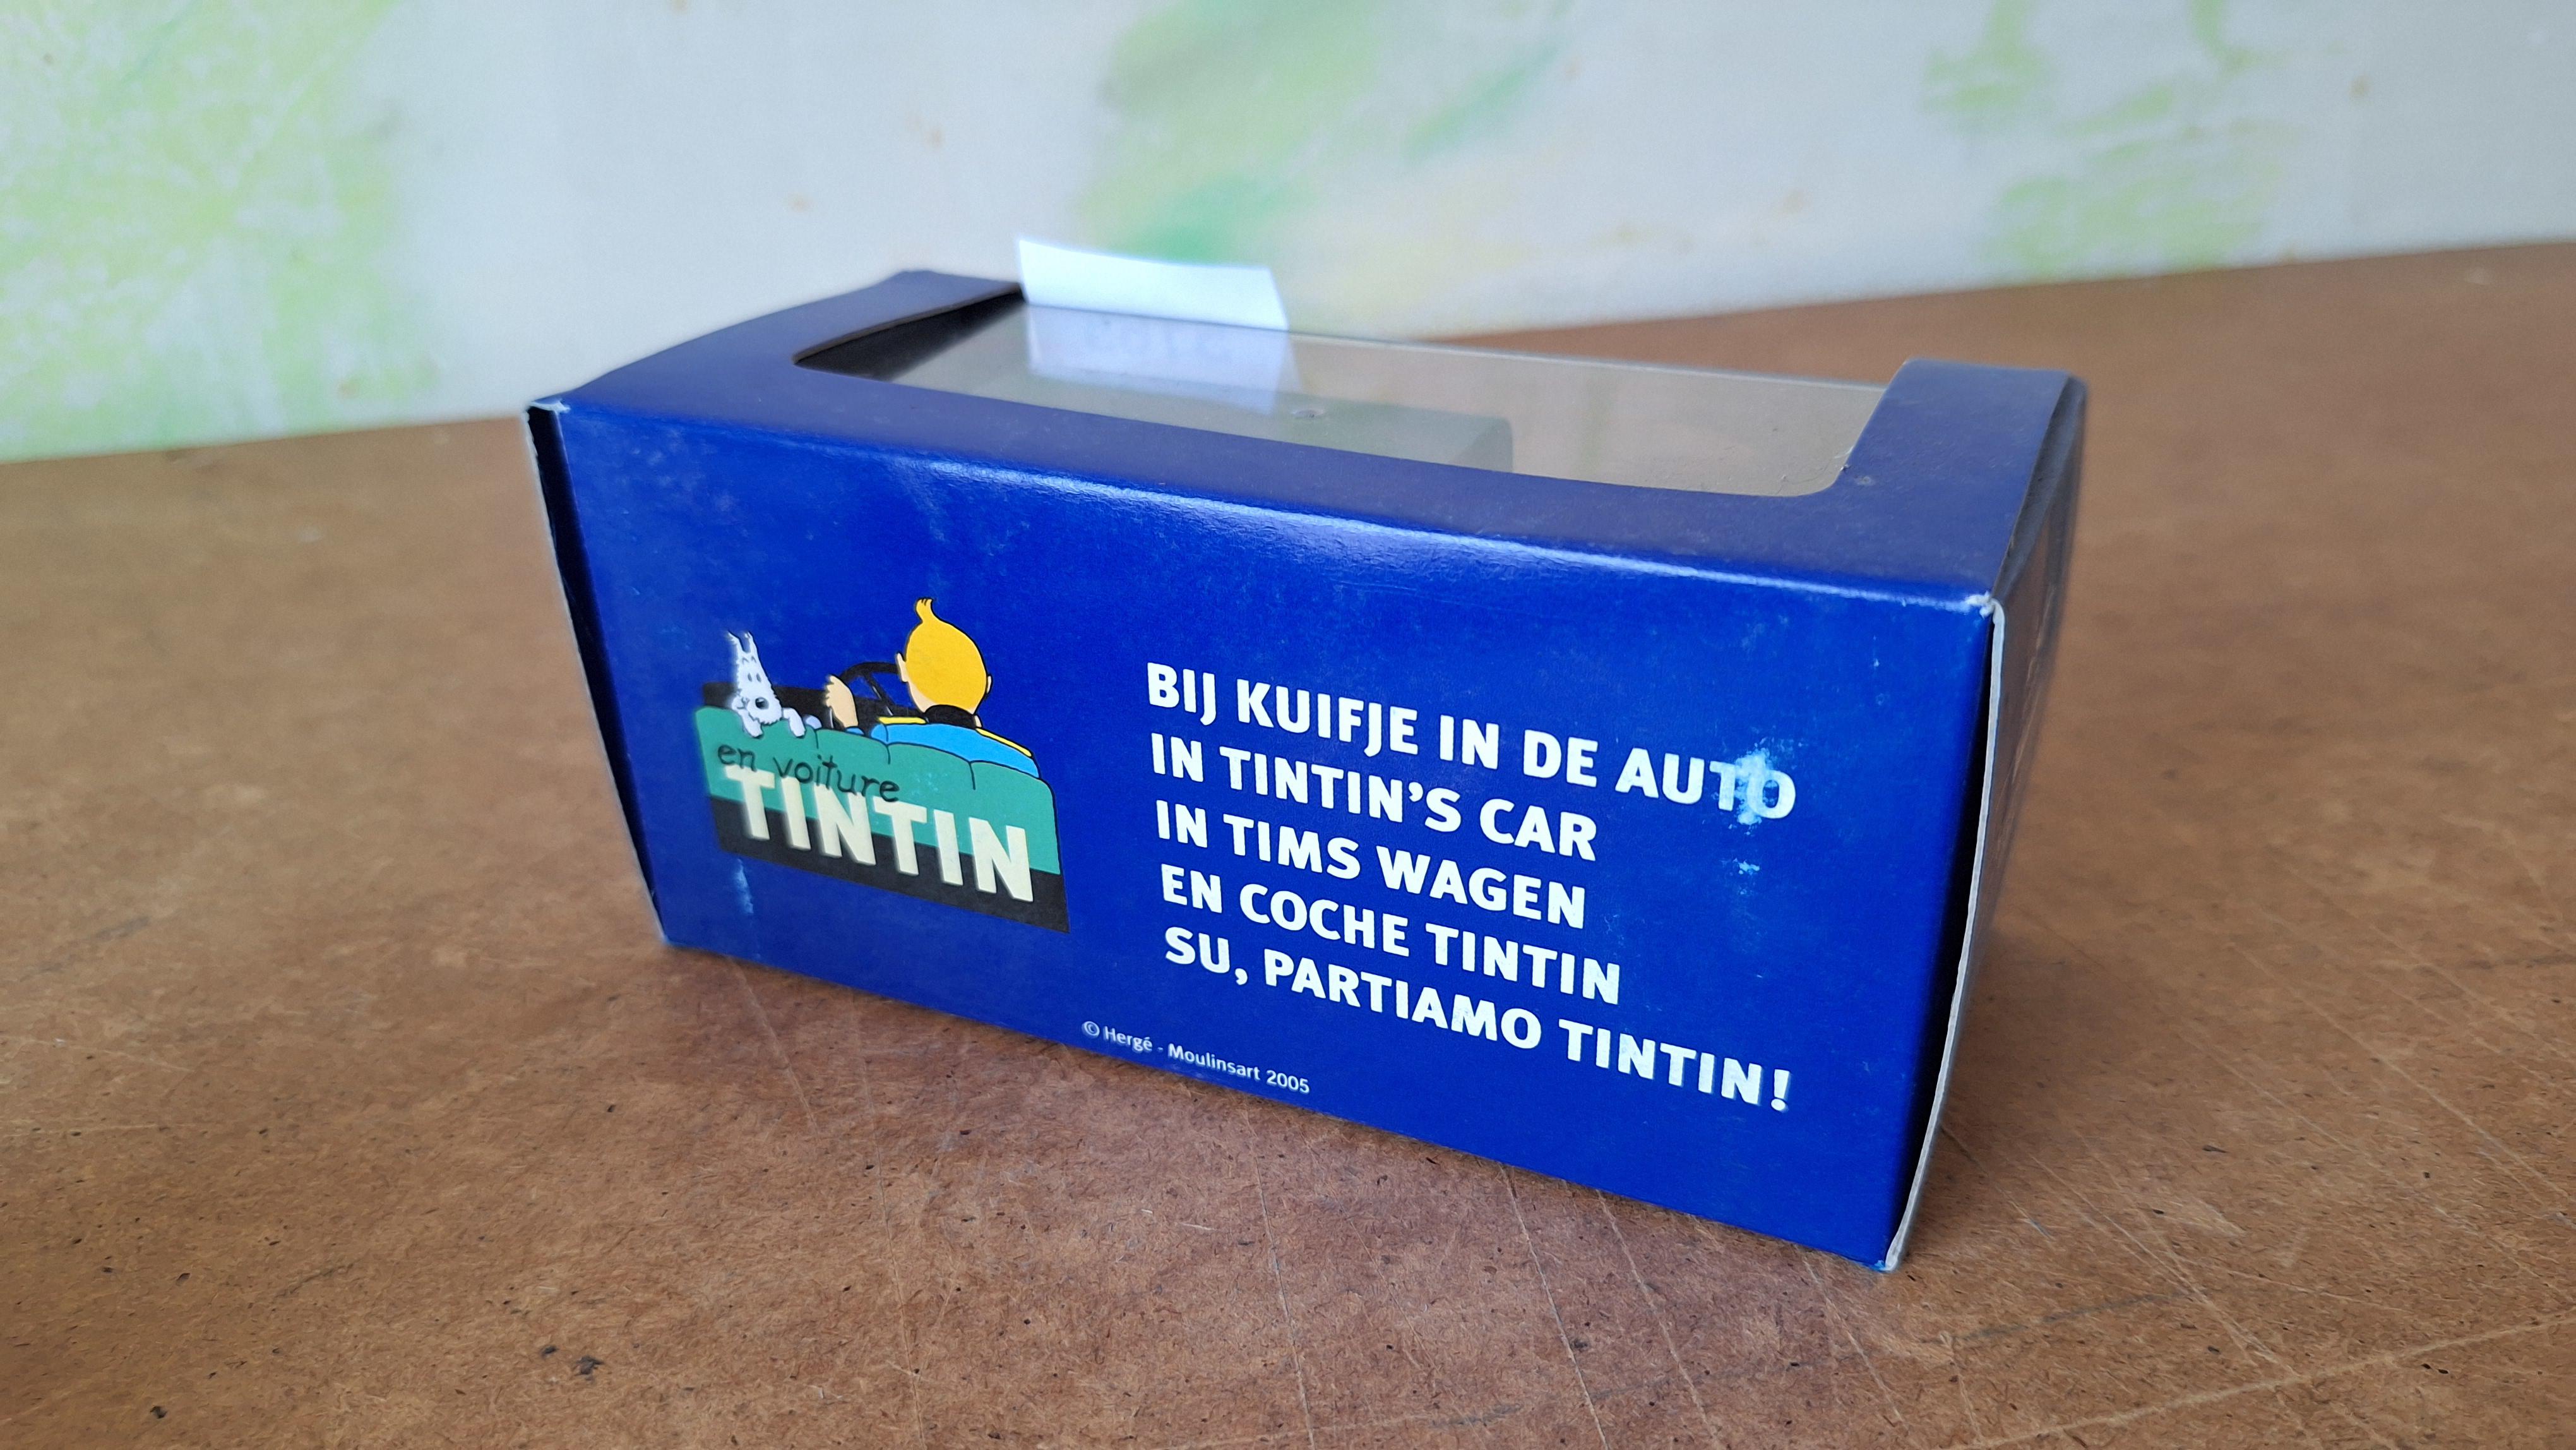 en voiture
TINTIN
BIJ KUIFJE IN DE AUTO
IN TINTIN'S CAR
IN TIMS WAGEN
EN COCHE TINTIN
SU, PARTIAMO TINTIN!
© Hergé - Moulinsart 2005